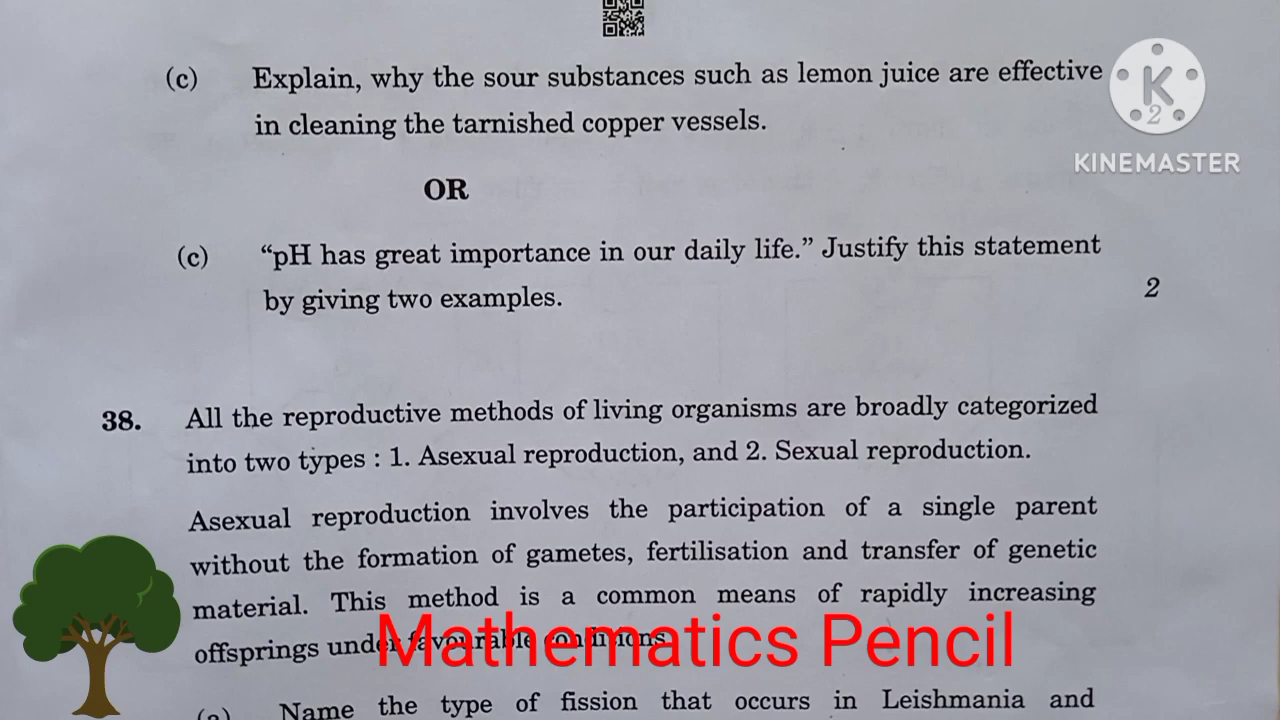 (c) Explain, why the sour substances such as lemon juice are effective
in cleaning the tarnished copper vessels.
K
2
KINEMASTER
OR
(c) “pH has great importance in our daily life.” Justify this statement
by giving two examples.
2
38. All the reproductive methods of living organisms are broadly categorized
into two types : 1. Asexual reproduction, and 2. Sexual reproduction.
Asexual reproduction involves the participation of a single parent
without the formation of gametes, fertilisation and transfer of genetic
material. This method is a common means of rapidly increasing
offsprings under favourable conditions.
Mathematics Pencil
(a) Name the type of fission that occurs in Leishmania and